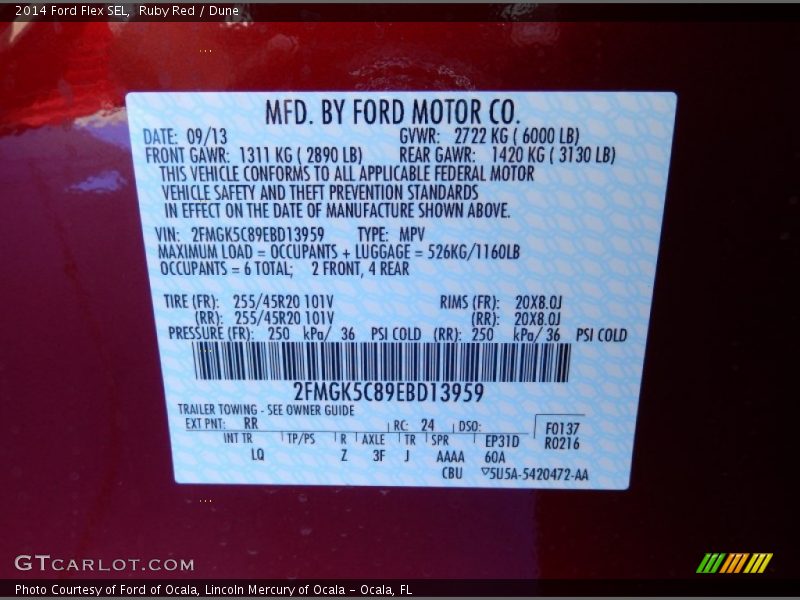 2014 Ford Flex SEL,  Ruby Red / Dune
MFD. BY FORD MOTOR CO.
DATE: 09/13 GVWR: 2722 KG ( 6000 LB)
FRONT GAWR: 1311 KG ( 2890 LB) REAR GAWR: 1420 KG ( 3130 LB)
THIS VEHICLE CONFORMS TO ALL APPLICABLE FEDERAL MOTOR
VEHICLE SAFETY AND THEFT PREVENTION STANDARDS
IN EFFECT ON THE DATE OF MANUFACTURE SHOWN ABOVE.
VIN: 2FMGK5C89EBD13959 TYPE: MPV
MAXIMUM LOAD = OCCUPANTS + LUGGAGE = 526KG/1160LB
OCCUPANTS = 6 TOTAL; 2 FRONT, 4 REAR
TIRE (FR): 255/45R20 101V RIMS (FR): 20X8.0J
(RR): 255/45R20 101V (RR): 20X8.0J
PRESSURE (FR): 250 kPa/ 36 PSI COLD (RR): 250 kPa/ 36 PSI COLD
2FMGK5C89EBD13959
TRAILER TOWING - SEE OWNER GUIDE
EXT PNT: RR RC: 24 DSO: F0137
INT TR TP/PS R AXLE TR SPR EP31D R0216
LQ Z 3F J AAAA 60A
CBU 5U5A-5420472-AA
GTCARLOT.COM
Photo Courtesy of Ford of Ocala, Lincoln Mercury of Ocala - Ocala, FL